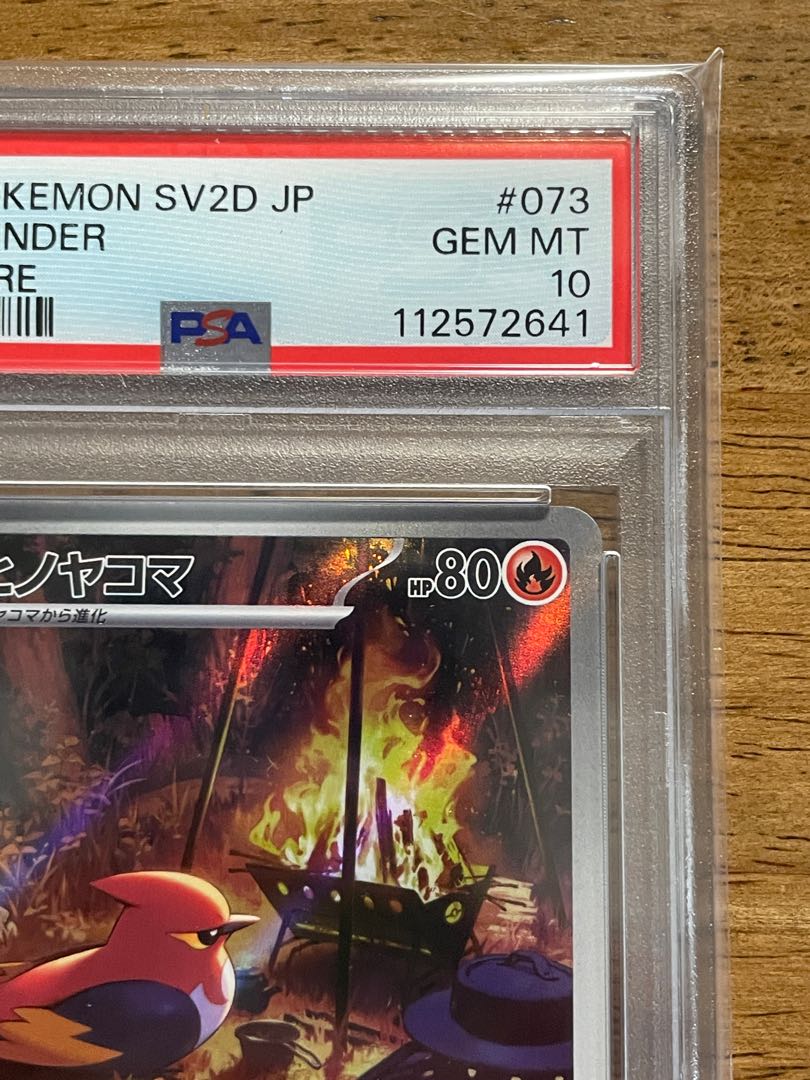 KEMON SV2D JP #073
NDER GEM MT
RE 10
PSA 112572641
ヒノヤコマ HP80
ヤコマから進化